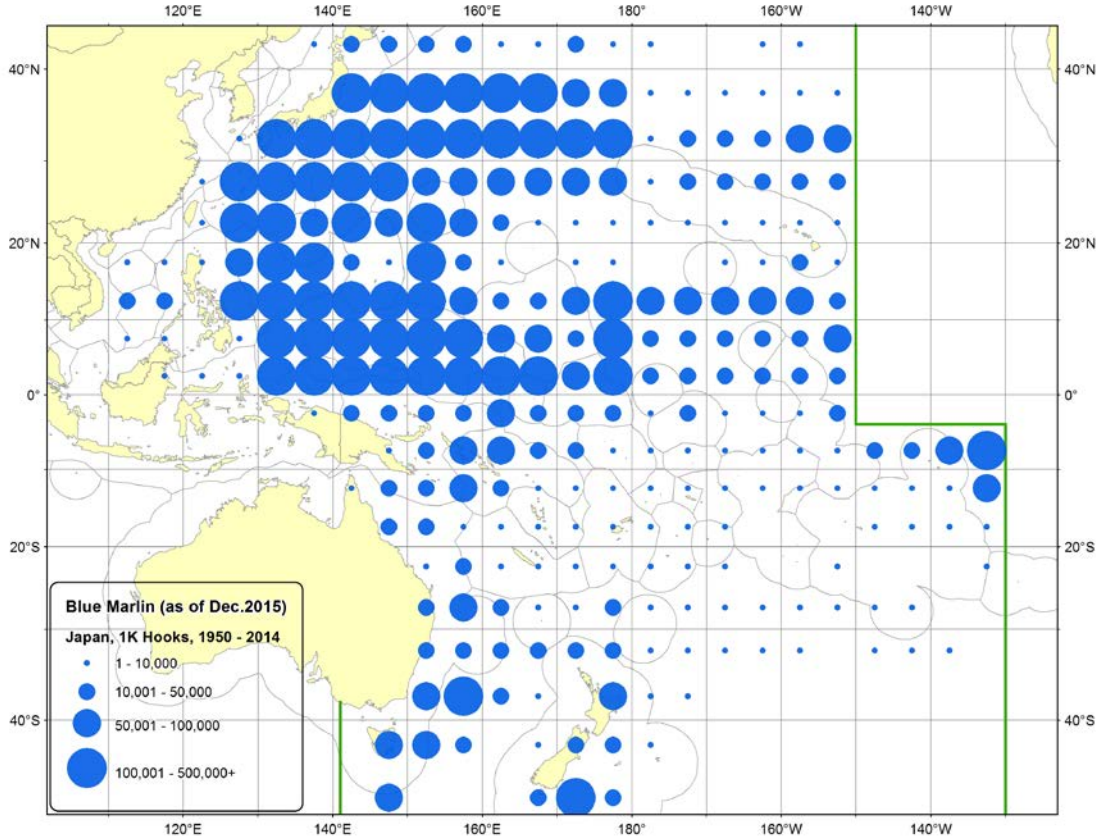 120°E 140°E 160°E 180° 160°W 140°W
40°N 40°N
20°N 20°N
0° 0°
20°S 20°S
40°S 40°S
Blue Marlin (as of Dec.2015)
Japan, 1K Hooks, 1950 - 2014
1 - 10,000
10,001 - 50,000
50,001 - 100,000
100,001 - 500,000+
120°E 140°E 160°E 180° 160°W 140°W